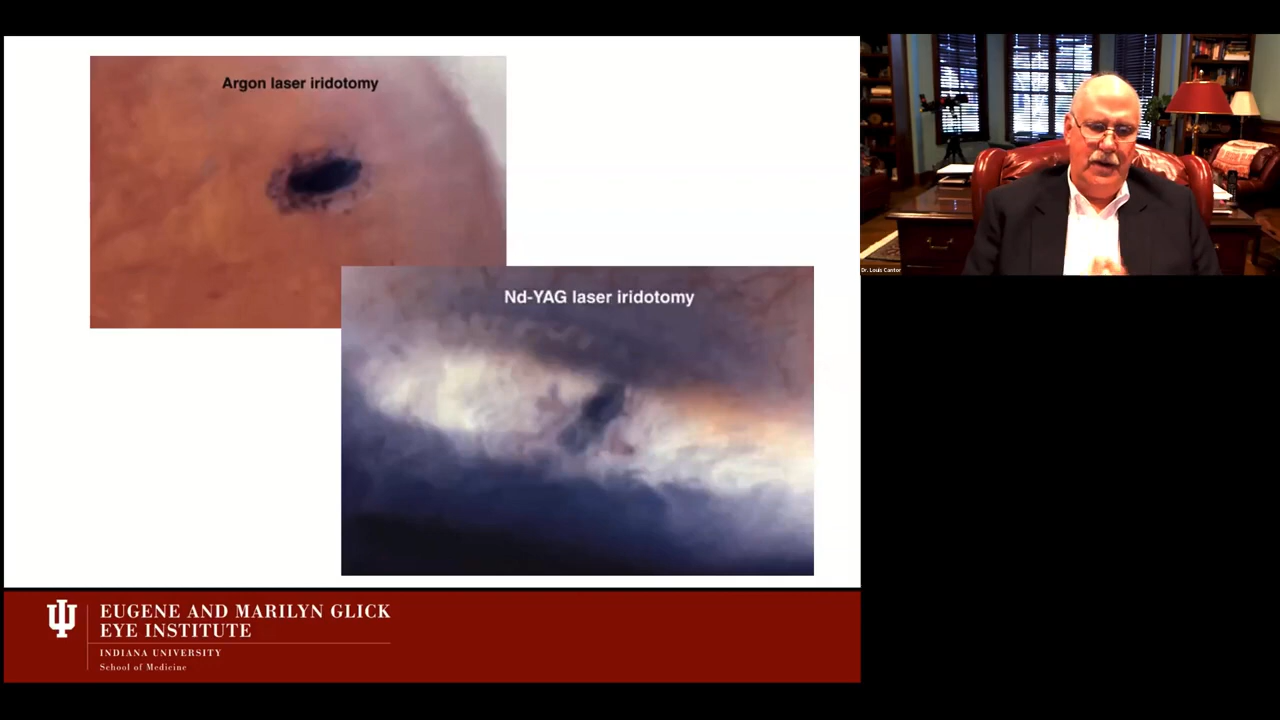 Argon laser iridotomy
Nd-YAG laser iridotomy
EUGENE AND MARILYN GLICK
EYE INSTITUTE
INDIANA UNIVERSITY
School of Medicine
Dr. Louis Cantor